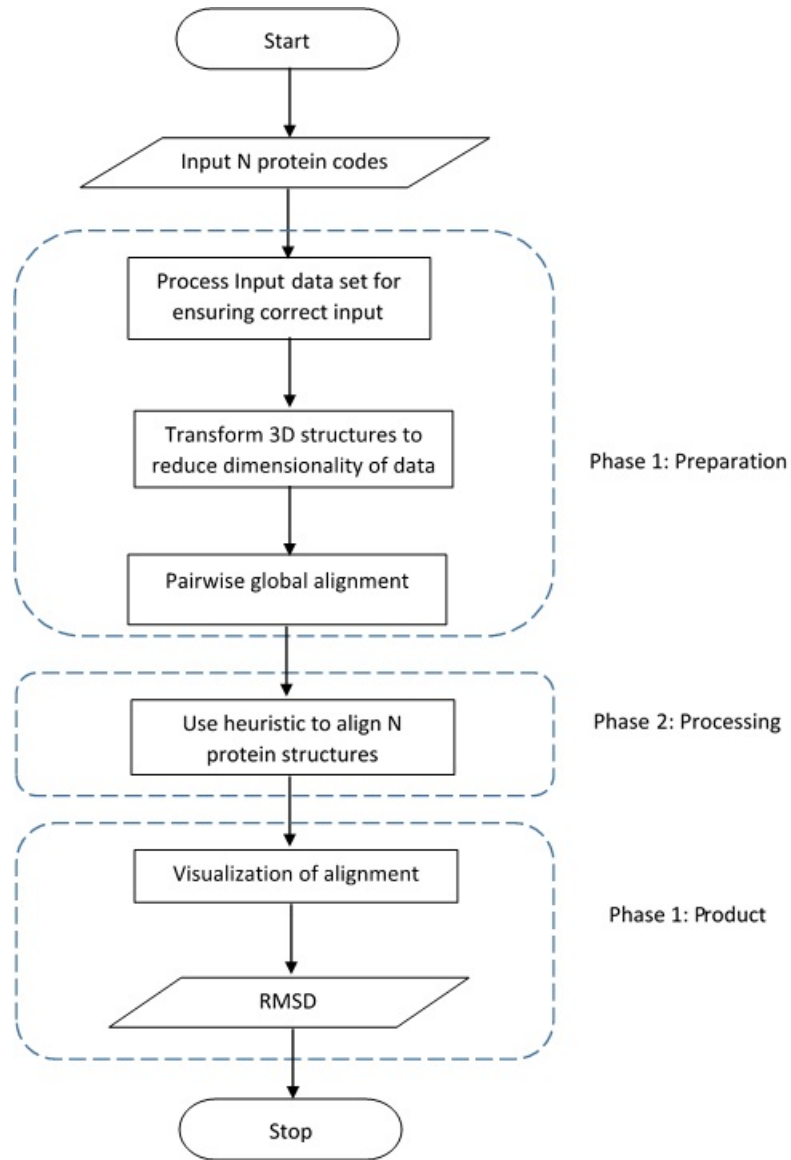 Start
Input N protein codes
Process Input data set for
ensuring correct input
Transform 3D structures to
reduce dimensionality of data
Phase 1: Preparation
Pairwise global alignment
Use heuristic to align N
protein structures
Phase 2: Processing
Visualization of alignment
Phase 1: Product
RMSD
Stop